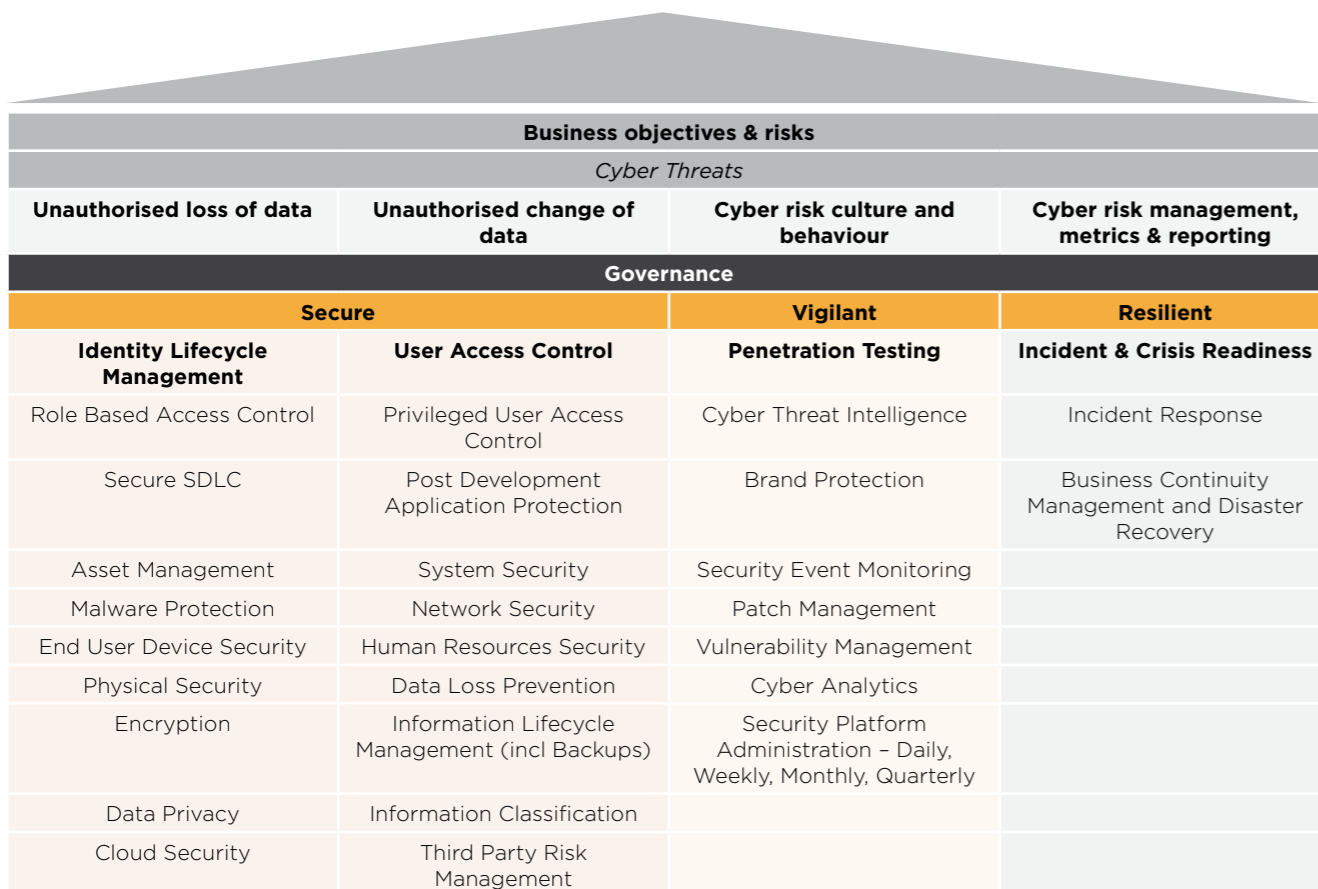 Business objectives & risks
Cyber Threats
Unauthorised loss of data
Unauthorised change of
data
Cyber risk culture and
behaviour
Cyber risk management,
metrics & reporting
Governance
Secure
Vigilant
Resilient
Identity Lifecycle
Management
User Access Control
Penetration Testing
Incident & Crisis Readiness
Role Based Access Control
Privileged User Access
Control
Cyber Threat Intelligence
Incident Response
Secure SDLC
Post Development
Application Protection
Brand Protection
Business Continuity
Management and Disaster
Recovery
Asset Management
System Security
Security Event Monitoring
Malware Protection
Network Security
Patch Management
End User Device Security
Human Resources Security
Vulnerability Management
Physical Security
Data Loss Prevention
Cyber Analytics
Encryption
Information Lifecycle
Management (incl Backups)
Security Platform
Administration – Daily,
Weekly, Monthly, Quarterly
Data Privacy
Information Classification
Cloud Security
Third Party Risk
Management